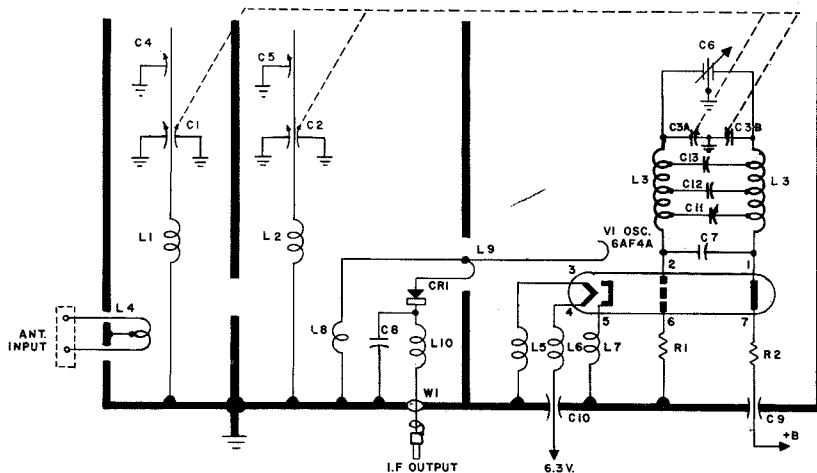 C4
C5
C6
C1
C2
C3A
C3B
C13
L3
C12
L3
C11
L1
L2
L9
V1 OSC.
6AF4A
C7
2
1
3
CR1
4
5
6
7
L4
ANT.
INPUT
L8
C8
L10
L5
L6
L7
R1
R2
W1
C10
C9
+B
I.F OUTPUT
6.3 V.